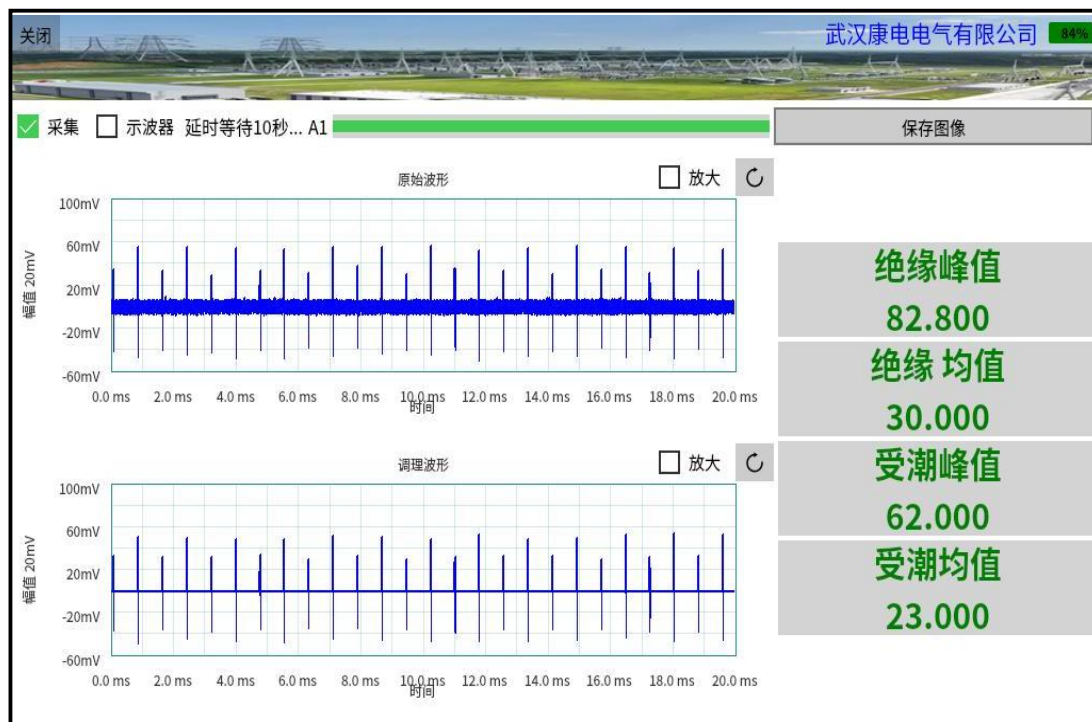 关闭
武汉康电电气有限公司 84%
采集 示波器 延时等待10秒... A1
保存图像
原始波形 放大
幅值 20mV
100mV
60mV
20mV
-20mV
-60mV
0.0 ms 2.0 ms 4.0 ms 6.0 ms 8.0 ms 10.0 ms 12.0 ms 14.0 ms 16.0 ms 18.0 ms 20.0 ms
时间
调理波形 放大
幅值 20mV
100mV
60mV
20mV
-20mV
-60mV
0.0 ms 2.0 ms 4.0 ms 6.0 ms 8.0 ms 10.0 ms 12.0 ms 14.0 ms 16.0 ms 18.0 ms 20.0 ms
时间
绝缘峰值
82.800
绝缘 均值
30.000
受潮峰值
62.000
受潮均值
23.000